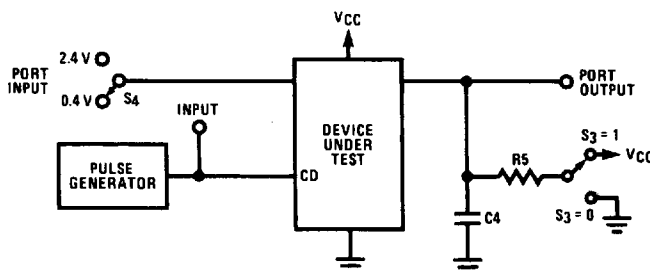 VCC
2.4 V
PORT
INPUT
0.4 V
S4
INPUT
PULSE
GENERATOR
CD
DEVICE
UNDER
TEST
PORT
OUTPUT
S3 = 1
VCC
R5
C4
S3 = 0